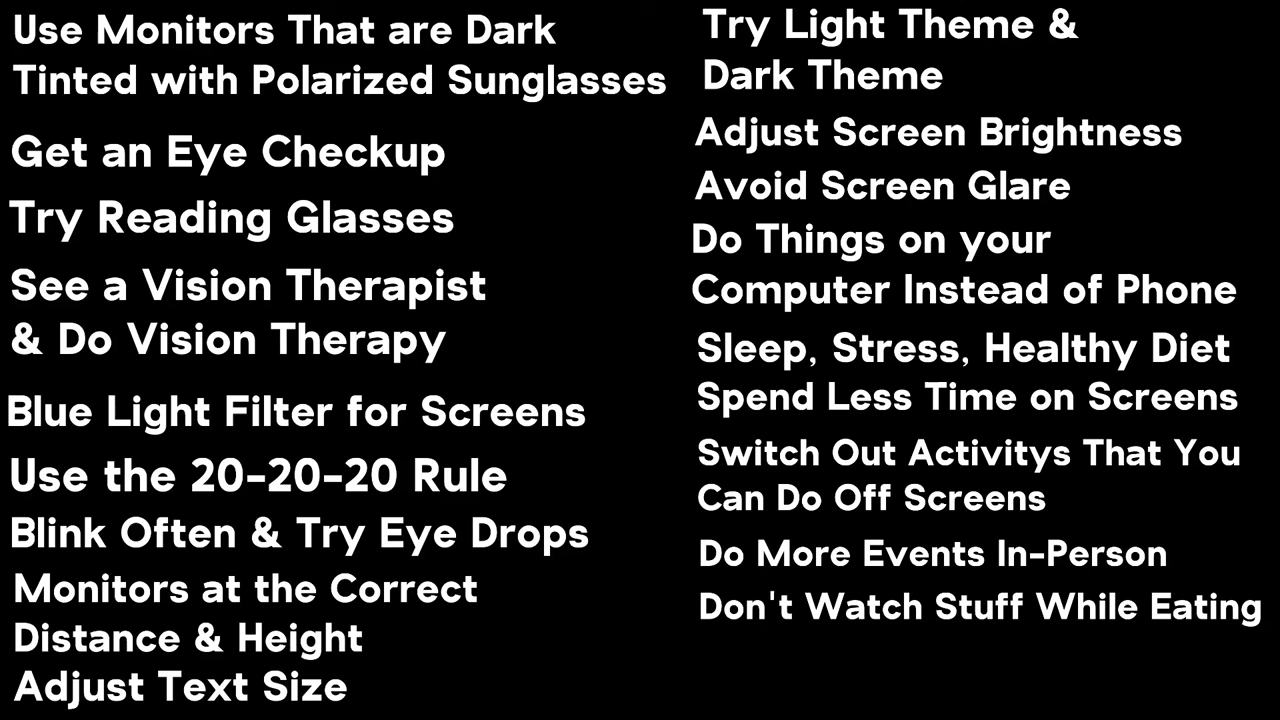 Use Monitors That are Dark
Tinted with Polarized Sunglasses
Get an Eye Checkup
Try Reading Glasses
See a Vision Therapist
& Do Vision Therapy
Blue Light Filter for Screens
Use the 20-20-20 Rule
Blink Often & Try Eye Drops
Monitors at the Correct
Distance & Height
Adjust Text Size
Try Light Theme &
Dark Theme
Adjust Screen Brightness
Avoid Screen Glare
Do Things on your
Computer Instead of Phone
Sleep, Stress, Healthy Diet
Spend Less Time on Screens
Switch Out Activitys That You
Can Do Off Screens
Do More Events In-Person
Don't Watch Stuff While Eating